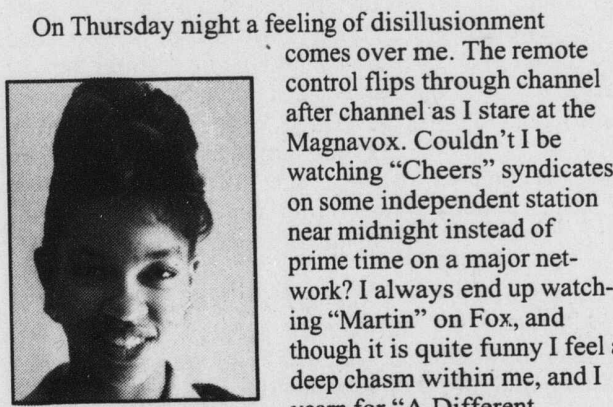 On Thursday night a feeling of disillusionment
comes over me. The remote
control flips through channel
after channel as I stare at the
Magnavox. Couldn't I be
watching “Cheers” syndicates
on some independent station
near midnight instead of
prime time on a major net-
work? I always end up watch-
ing “Martin” on Fox, and
though it is quite funny I feel a
deep chasm within me, and I
yearn for “A Different